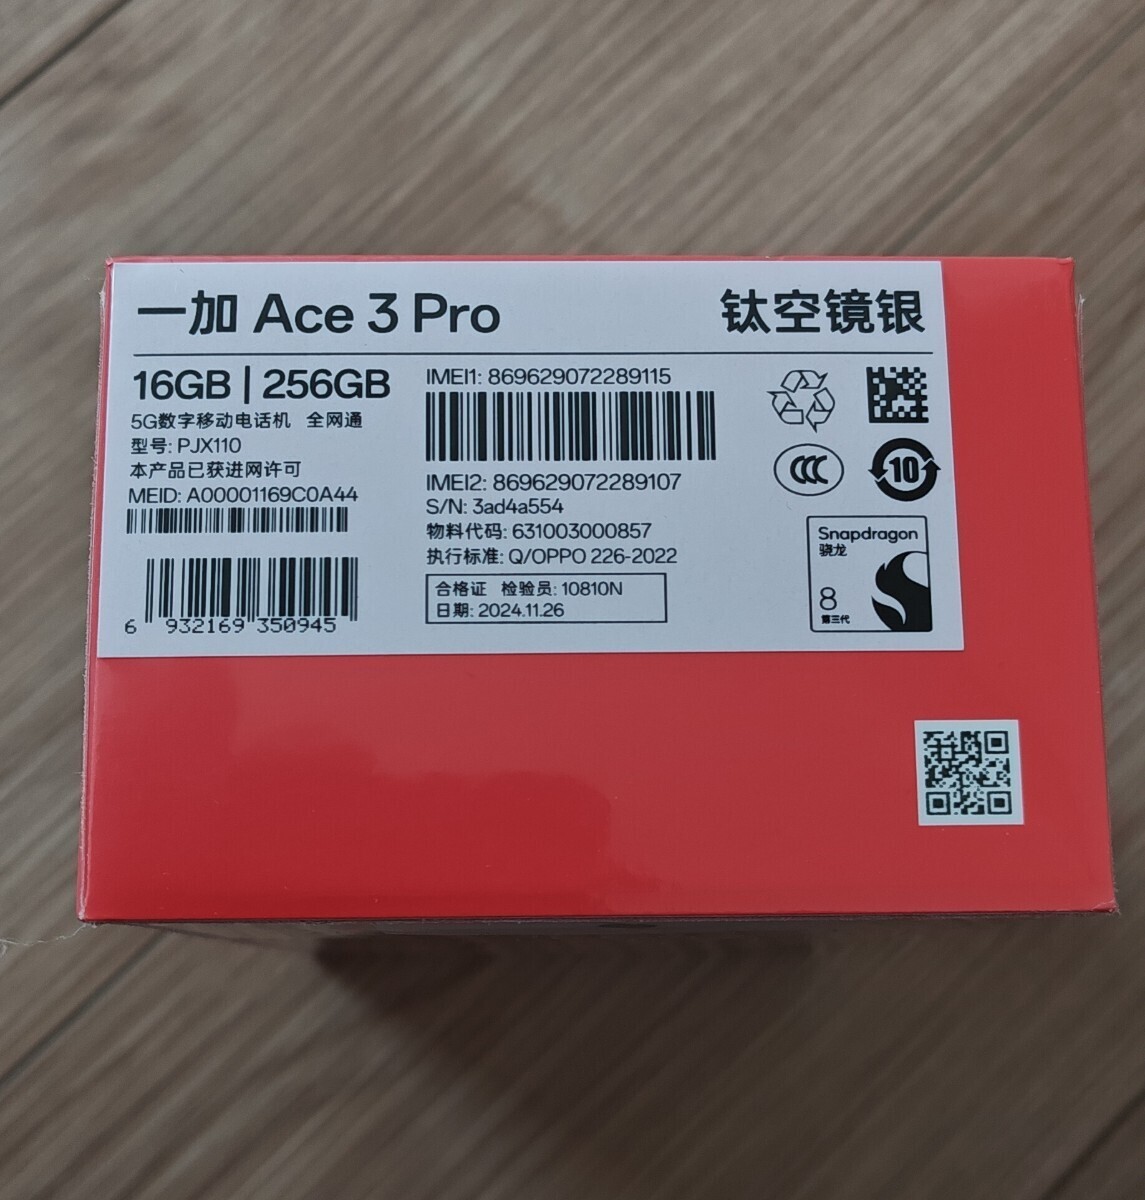 一加 Ace 3 Pro
钛空镜银
16GB | 256GB
5G数字移动电话机 全网通
型号: PJX110
本产品已获进网许可
MEID: A00001169C0A44
6 932169 350945
IMEI1: 869629072289115
IMEI2: 869629072289107
S/N: 3ad4a554
物料代码: 631003000857
执行标准: Q/OPPO 226-2022
合格证 检验员: 10810N
日期: 2024.11.26
CCC
10
Snapdragon
骁龙
8
第三代